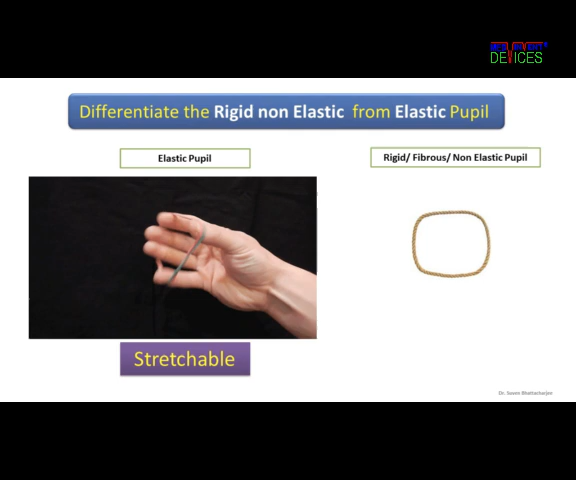 DEVICES
Differentiate the Rigid non Elastic from Elastic Pupil
Elastic Pupil
Rigid/ Fibrous/ Non Elastic Pupil
Stretchable
Dr. Suven Bhattacharjee